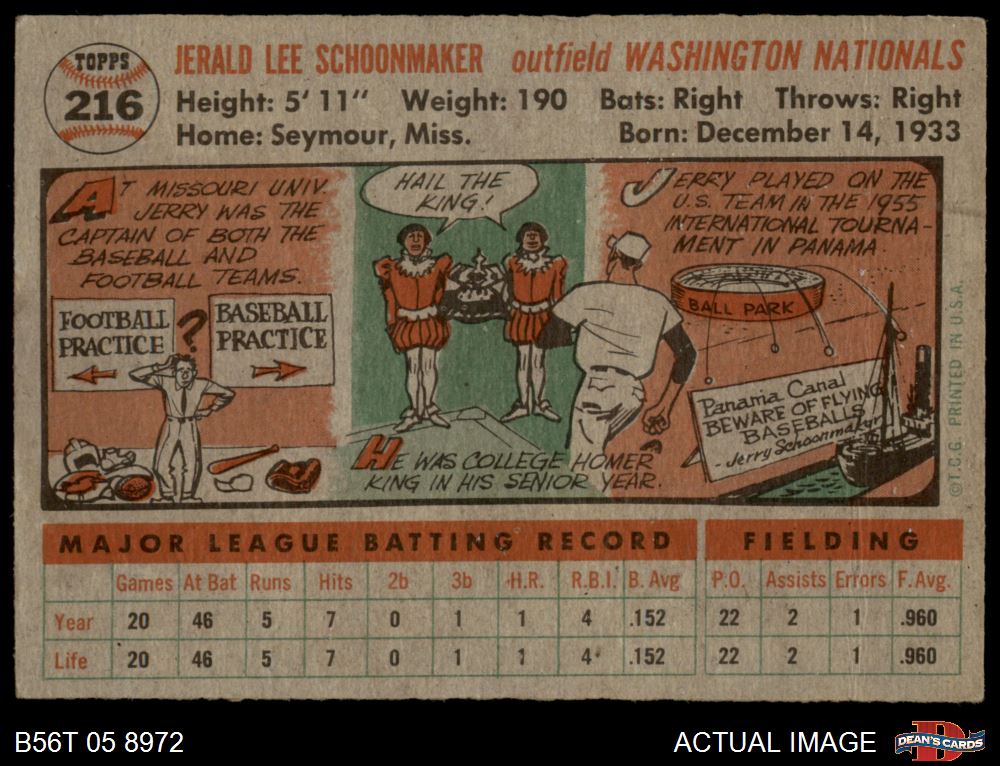 TOPPS
216
JERALD LEE SCHOONMAKER outfield WASHINGTON NATIONALS
Height: 5' 11" Weight: 190 Bats: Right Throws: Right
Home: Seymour, Miss. Born: December 14, 1933
AT MISSOURI UNIV.
JERRY WAS THE
CAPTAIN OF BOTH THE
BASEBALL AND
FOOTBALL TEAMS.
FOOTBALL
PRACTICE
?
BASEBALL
PRACTICE
HAIL THE
KING!
HE WAS COLLEGE HOMER
KING IN HIS SENIOR YEAR.
JERRY PLAYED ON THE
U.S. TEAM IN THE 1955
INTERNATIONAL TOURNA-
MENT IN PANAMA.
BALL PARK
Panama Canal
BEWARE OF FLYING
BASEBALLS
- Jerry Schoonmaker
© T.C.G. PRINTED IN U.S.A.
MAJOR LEAGUE BATTING RECORD FIELDING
Games At Bat Runs Hits 2b 3b H.R. R.B.I. B. Avg P.O. Assists Errors F. Avg.
Year 20 46 5 7 0 1 1 4 .152 22 2 1 .960
Life 20 46 5 7 0 1 1 4 .152 22 2 1 .960
B56T 05 8972
ACTUAL IMAGE
DEAN'S CARDS